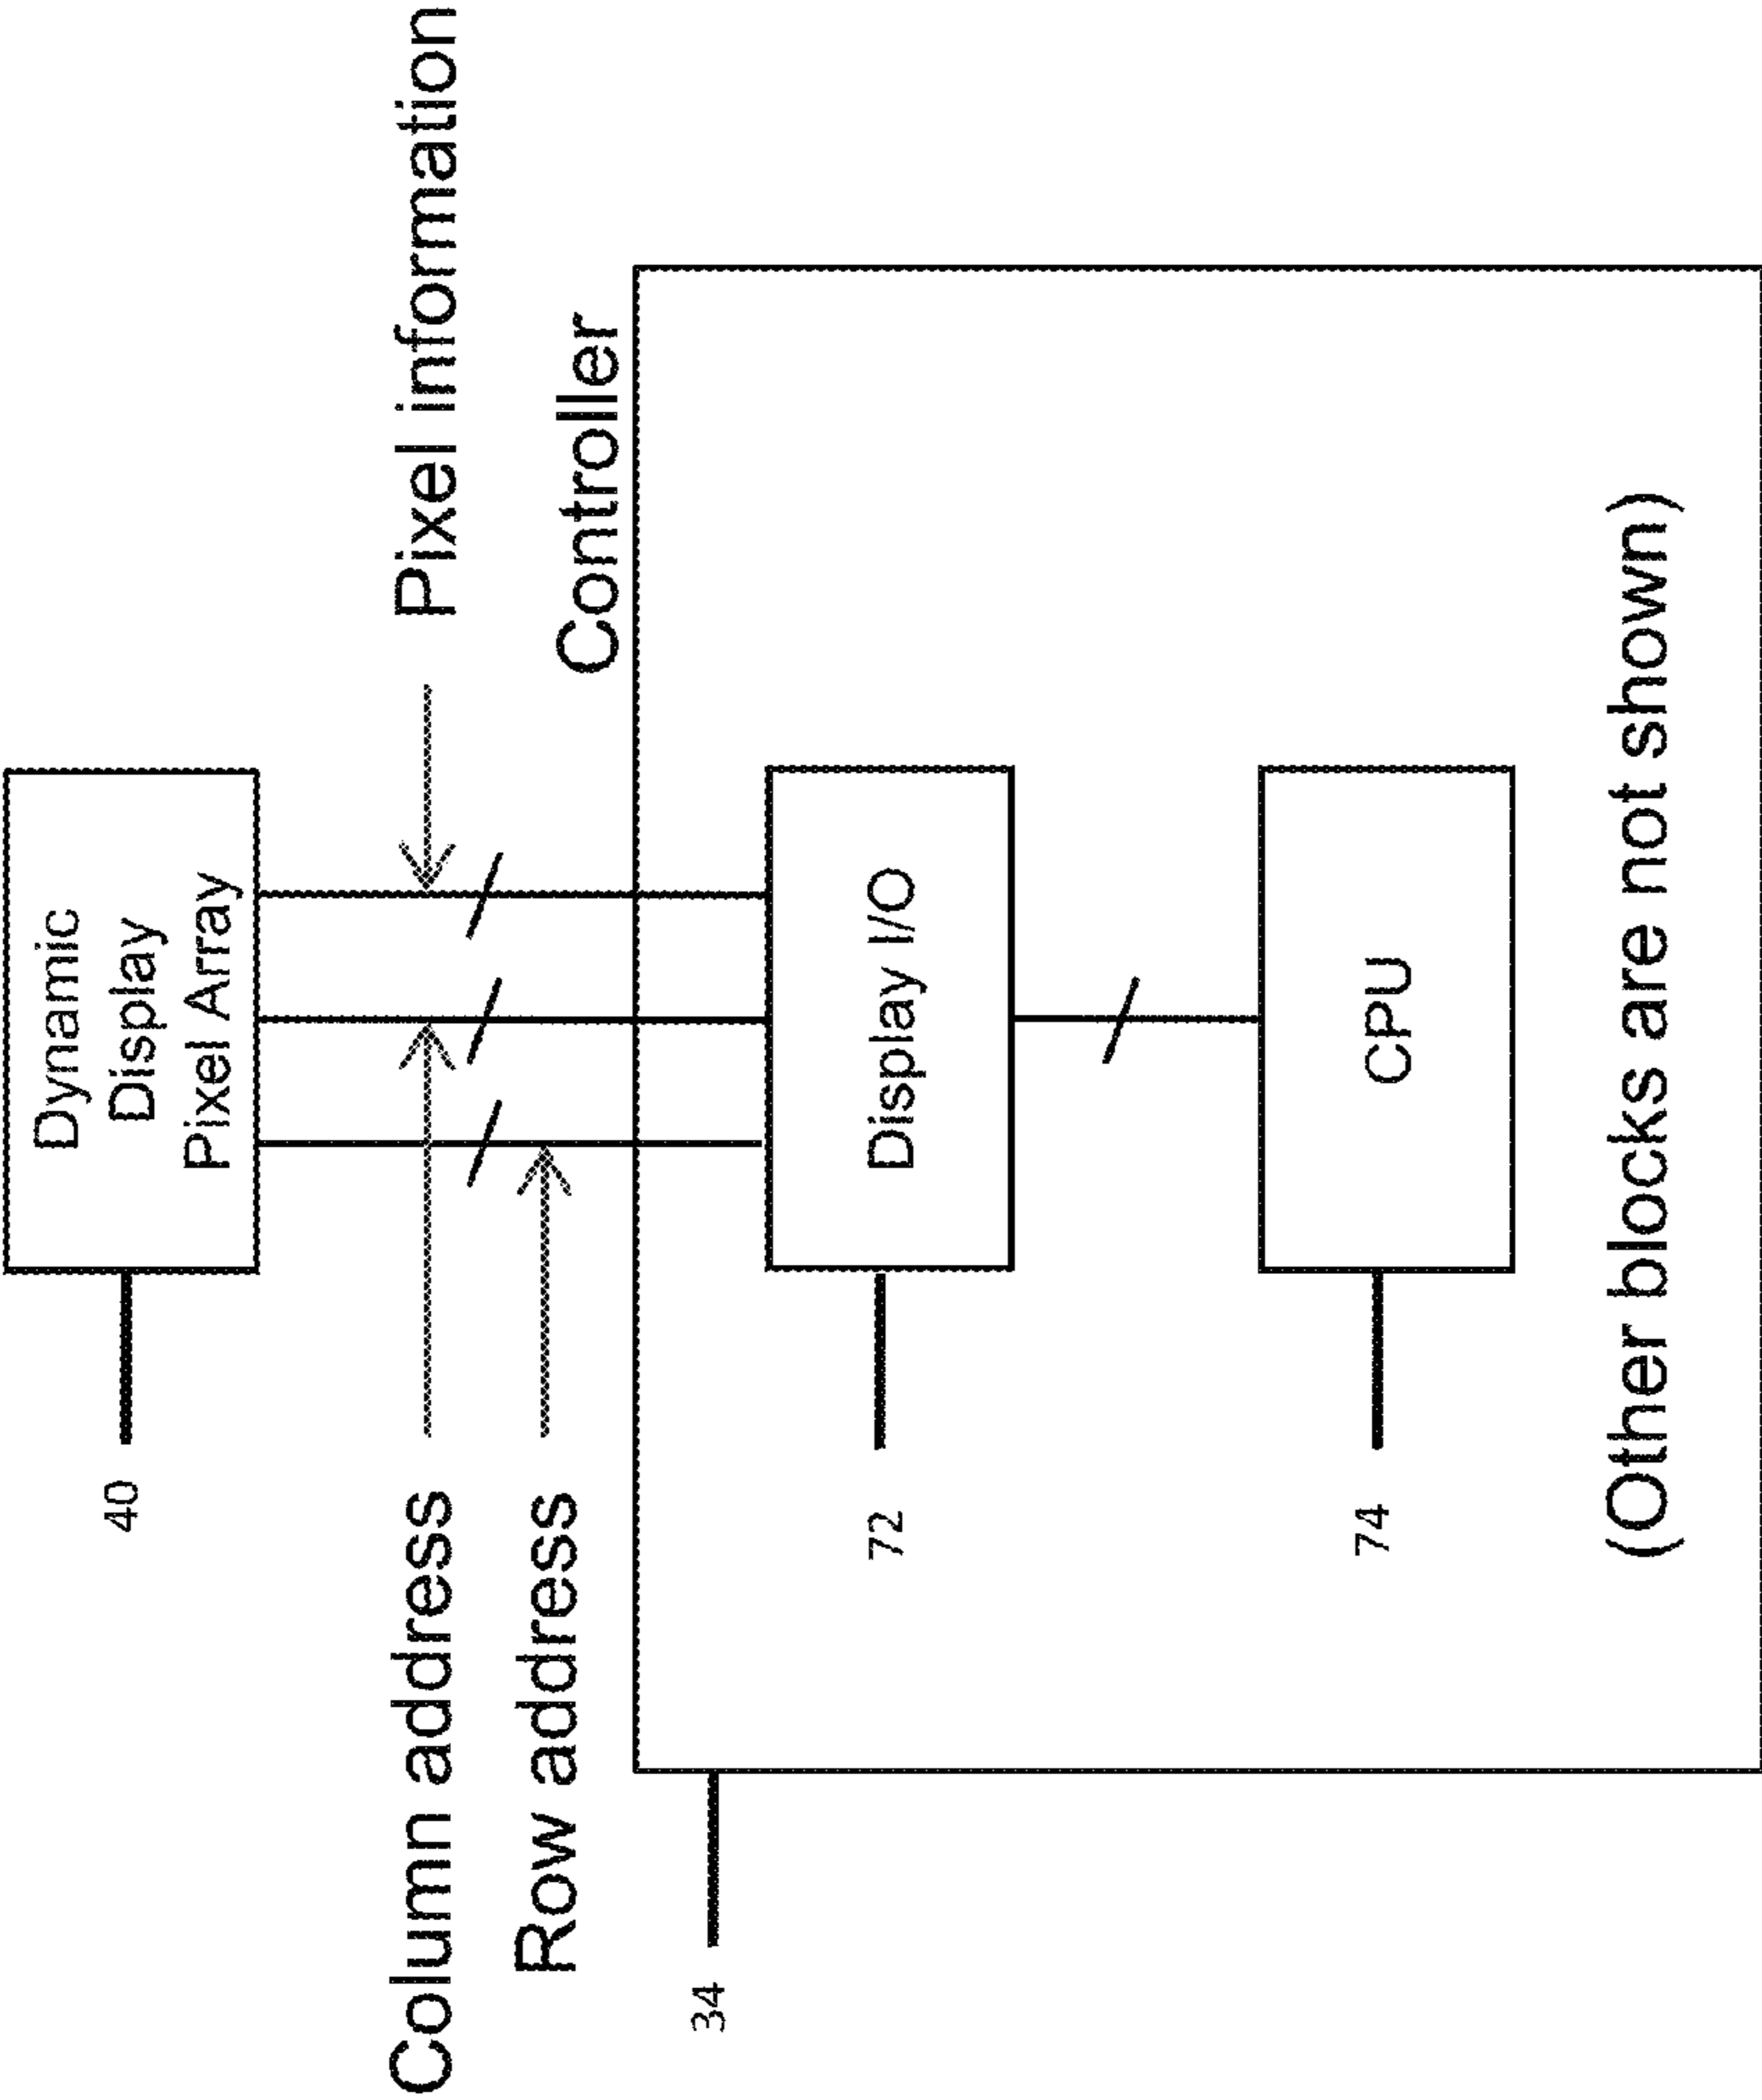 Dynamic
Display
Pixel Array
40
Pixel information
Column address
Row address
Controller
34
Display I/O
72
CPU
74
(Other blocks are not shown)